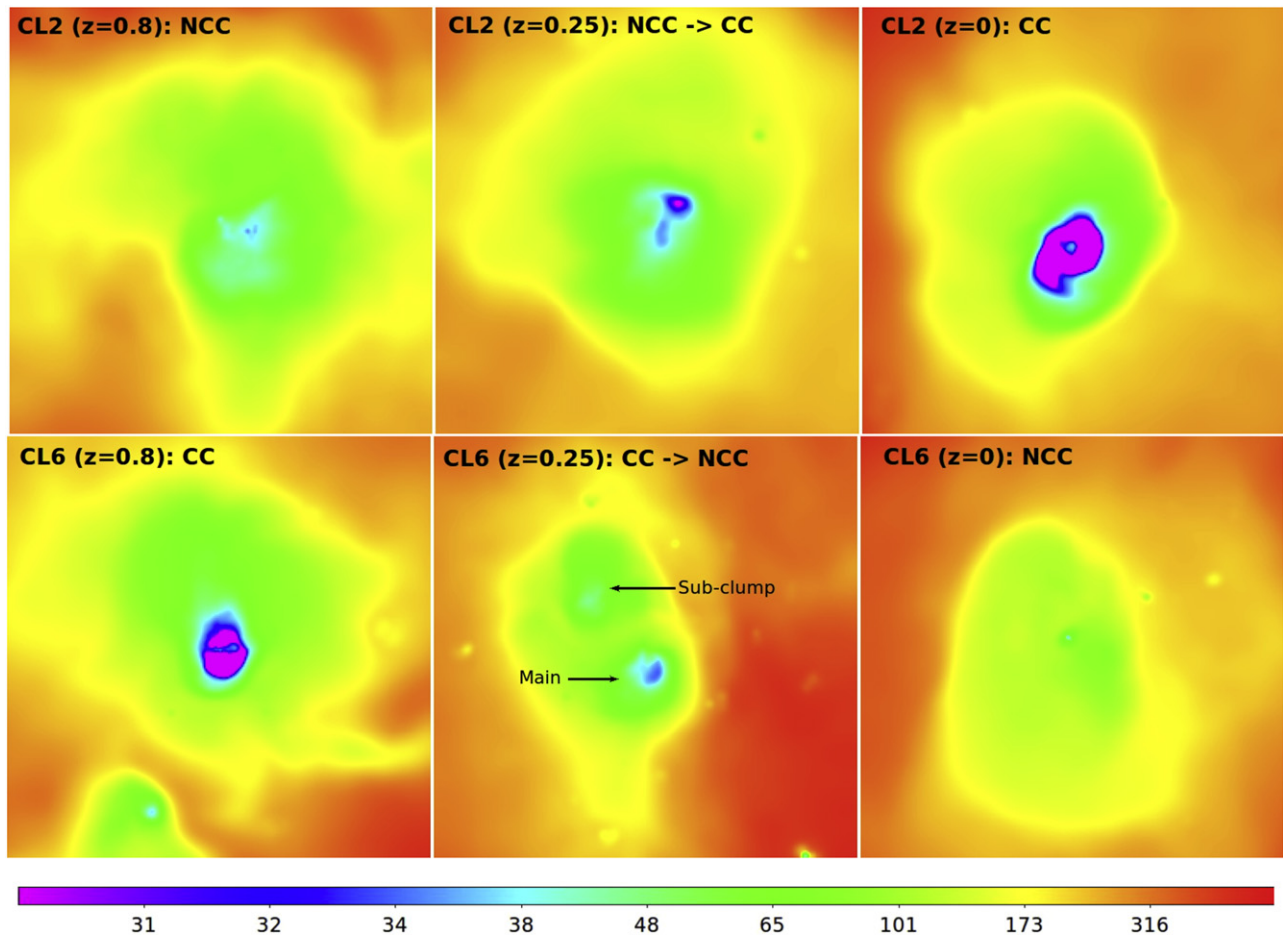 CL2 (z=0.8): NCC
CL2 (z=0.25): NCC -> CC
CL2 (z=0): CC
CL6 (z=0.8): CC
CL6 (z=0.25): CC -> NCC
CL6 (z=0): NCC
Sub-clump
Main
31 32 34 38 48 65 101 173 316